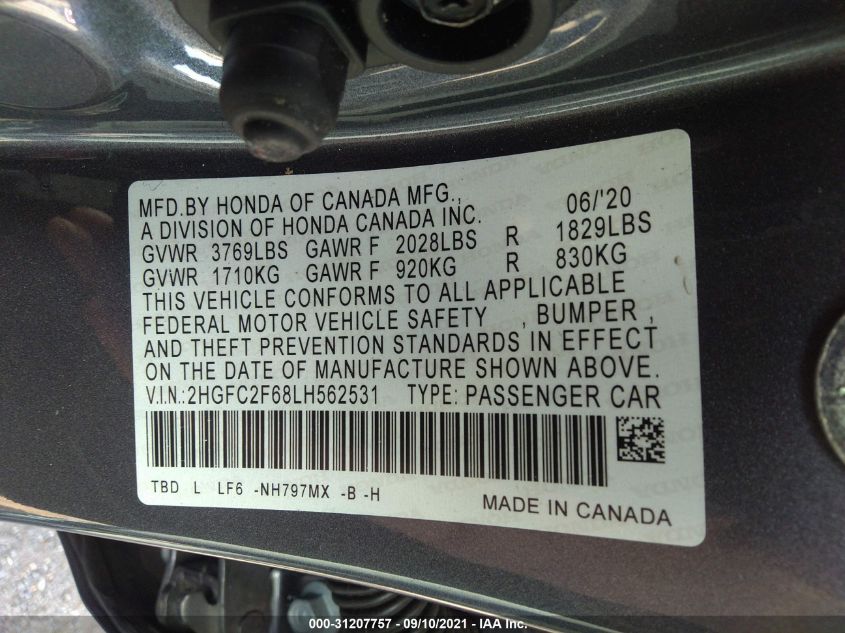 MFD.BY HONDA OF CANADA MFG., 06/'20
A DIVISION OF HONDA CANADA INC.
GVWR 3769LBS GAWR F 2028LBS R 1829LBS
GVWR 1710KG GAWR F 920KG R 830KG
THIS VEHICLE CONFORMS TO ALL APPLICABLE
FEDERAL MOTOR VEHICLE SAFETY , BUMPER ,
AND THEFT PREVENTION STANDARDS IN EFFECT
ON THE DATE OF MANUFACTURE SHOWN ABOVE.
V.I.N.:2HGFC2F68LH562531 TYPE: PASSENGER CAR
TBD L LF6 -NH797MX -B -H
MADE IN CANADA
000-31207757 - 09/10/2021 - IAA Inc.